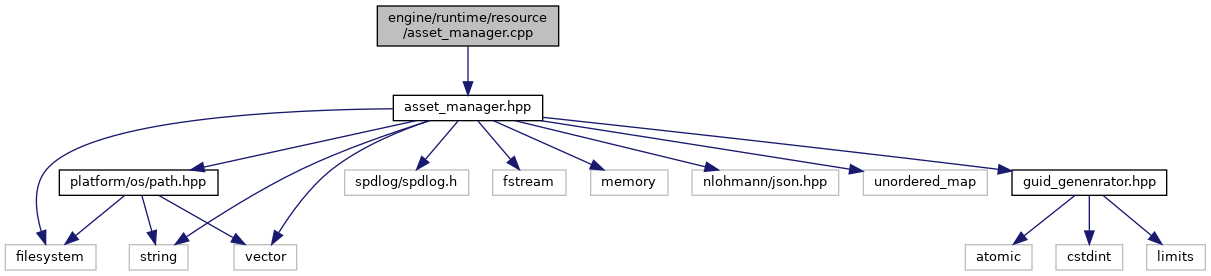 engine/runtime/resource
/asset_manager.cpp
asset_manager.hpp
platform/os/path.hpp
spdlog/spdlog.h
fstream
memory
nlohmann/json.hpp
unordered_map
guid_genenrator.hpp
filesystem
string
vector
atomic
cstdint
limits